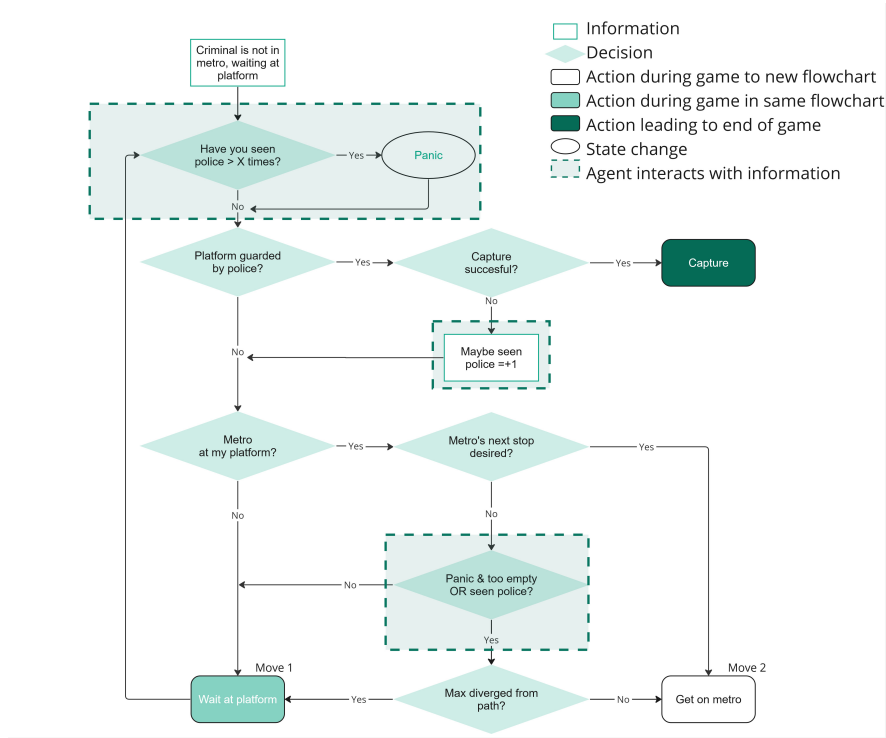 Information
Decision
Action during game to new flowchart
Action during game in same flowchart
Action leading to end of game
State change
Agent interacts with information
Criminal is not in
metro, waiting at
platform
Have you seen
police > X times?
Yes
Panic
No
Platform guarded
by police?
Yes
Capture
succesful?
Yes
Capture
No
Maybe seen
police =+1
No
Metro
at my platform?
Yes
Metro's next stop
desired?
Yes
No
No
Panic & too empty
OR seen police?
No
Yes
Move 1
Wait at platform
Yes
Max diverged from
path?
No
Move 2
Get on metro